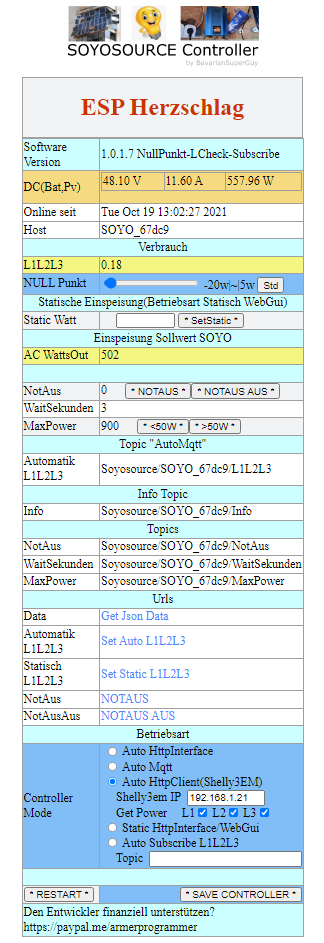 SOYOSOURCE Controller
by BavarianSuperGuy
ESP Herzschlag
Software Version 1.0.1.7 NullPunkt-LCheck-Subscribe
DC(Bat,Pv) 48.10 V 11.60 A 557.96 W
Online seit Tue Oct 19 13:02:27 2021
Host SOYO_67dc9
Verbrauch
L1L2L3 0.18
NULL Punkt -20w|~|5w Std
Statische Einspeisung(Betriebsart Statisch WebGui)
Static Watt * SetStatic *
Einspeisung Sollwert SOYO
AC WattsOut 502
NotAus 0 * NOTAUS * * NOTAUS AUS *
WaitSekunden 3
MaxPower 900 * <50W * * >50W *
Topic "AutoMqtt"
Automatik L1L2L3 Soyosource/SOYO_67dc9/L1L2L3
Info Topic
Info Soyosource/SOYO_67dc9/Info
Topics
NotAus Soyosource/SOYO_67dc9/NotAus
WaitSekunden Soyosource/SOYO_67dc9/WaitSekunden
MaxPower Soyosource/SOYO_67dc9/MaxPower
Urls
Data Get Json Data
Automatik L1L2L3 Set Auto L1L2L3
Statisch L1L2L3 Set Static L1L2L3
NotAus NOTAUS
NotAusAus NOTAUS AUS
Betriebsart
Controller Mode
Auto HttpInterface
Auto Mqtt
Auto HttpClient(Shelly3EM)
Shelly3em IP 192.168.1.21
Get Power L1 L2 L3
Static HttpInterface/WebGui
Auto Subscribe L1L2L3
Topic
* RESTART * * SAVE CONTROLLER *
Den Entwickler finanziell unterstützen?
https://paypal.me/armerprogrammer